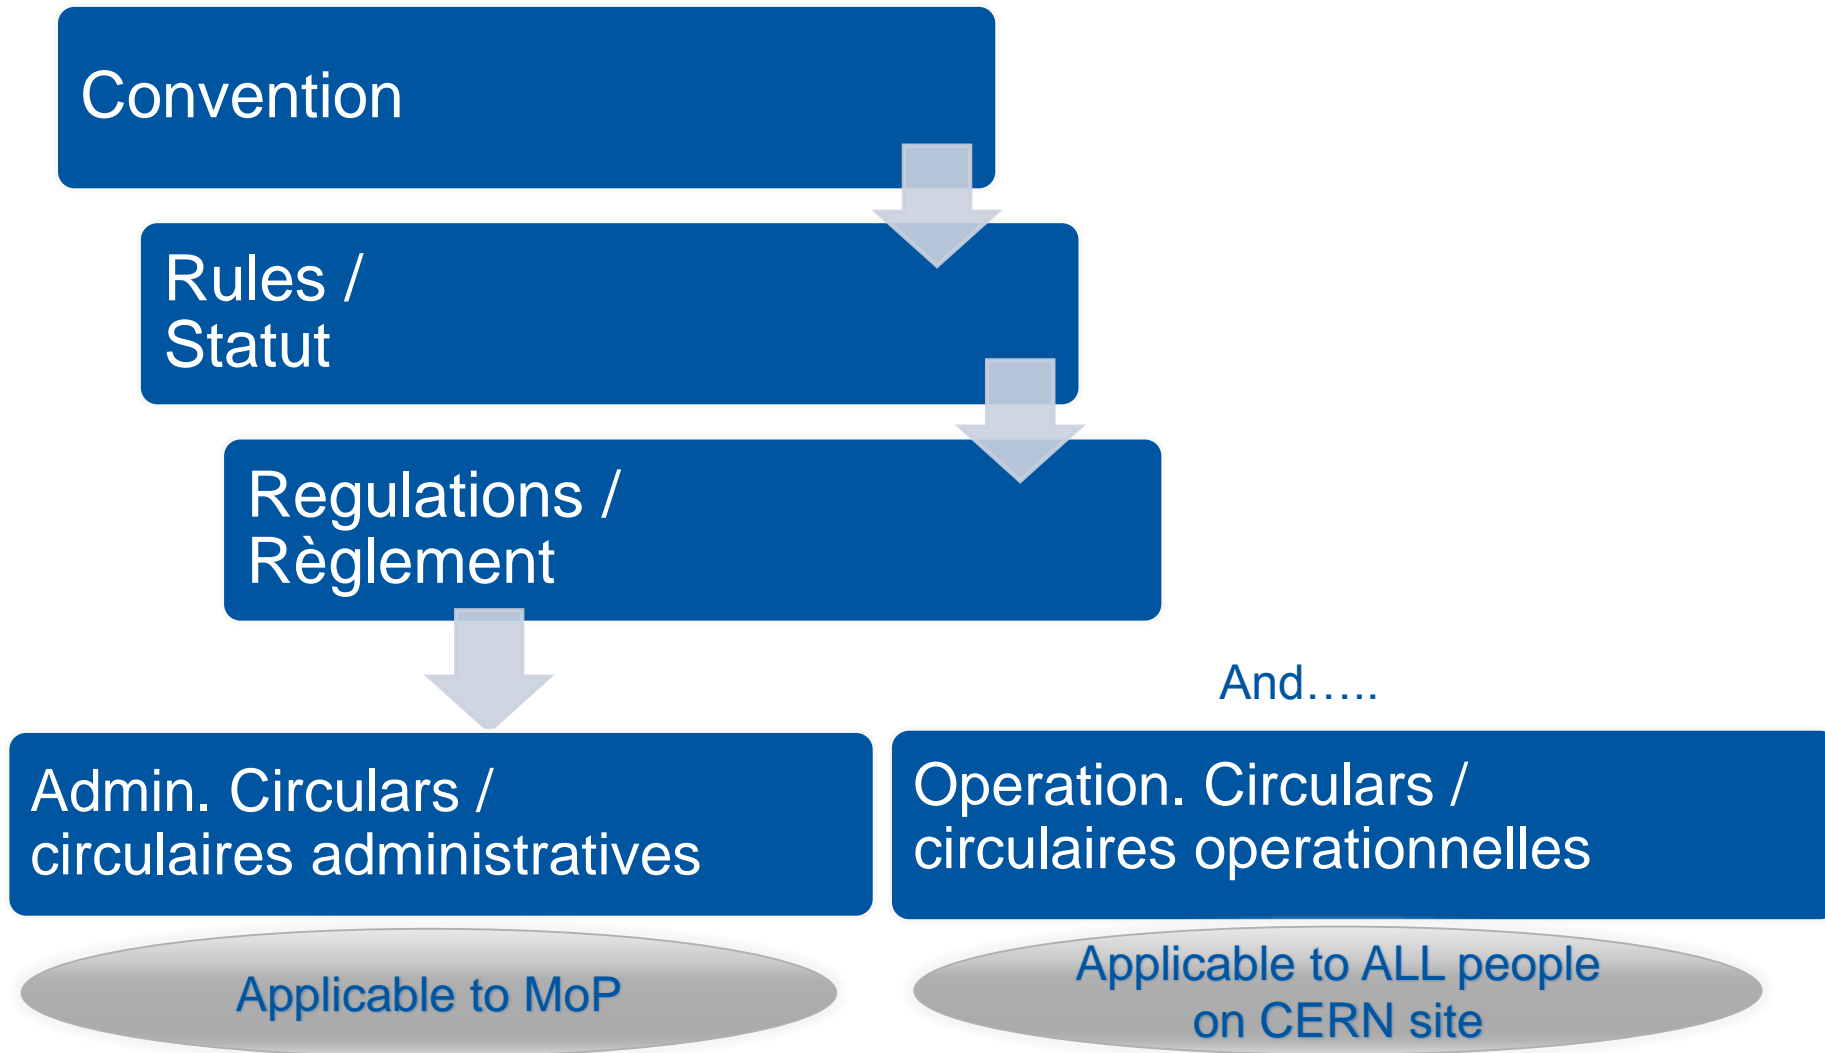 Convention
Rules /
Statut
Regulations /
Règlement
And…..
Admin. Circulars /
circulaires administratives
Operation. Circulars /
circulaires operationnelles
Applicable to MoP
Applicable to ALL people
on CERN site